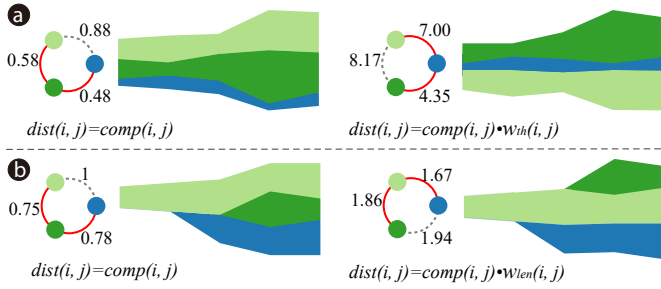 a
0.88
0.58
0.48
dist(i, j)=comp(i, j)
7.00
8.17
4.35
dist(i, j)=comp(i, j)•wth(i, j)
b
1
0.75
0.78
dist(i, j)=comp(i, j)
1.67
1.86
1.94
dist(i, j)=comp(i, j)•wlen(i, j)